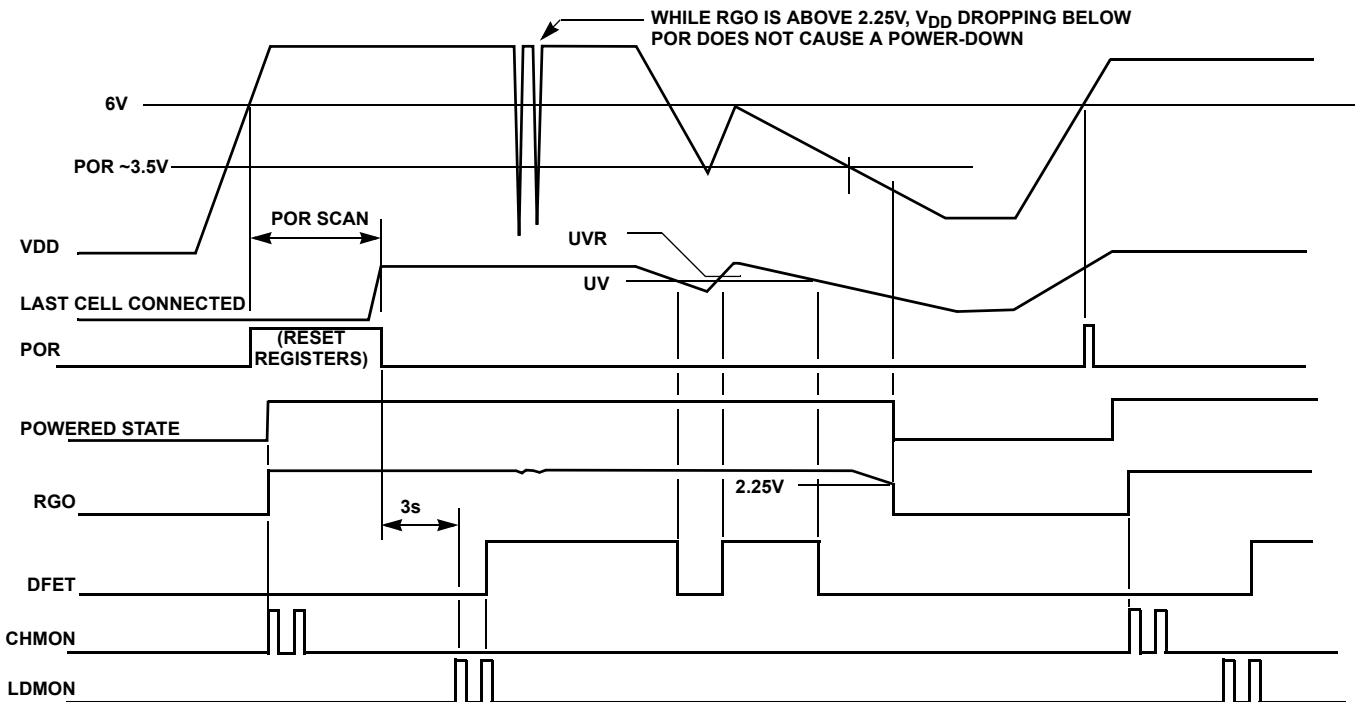 WHILE RGO IS ABOVE 2.25V, VDD DROPPING BELOW
POR DOES NOT CAUSE A POWER-DOWN
6V
POR ~3.5V
POR SCAN
VDD
UVR
UV
LAST CELL CONNECTED
(RESET
REGISTERS)
POR
POWERED STATE
2.25V
RGO
3s
DFET
CHMON
LDMON